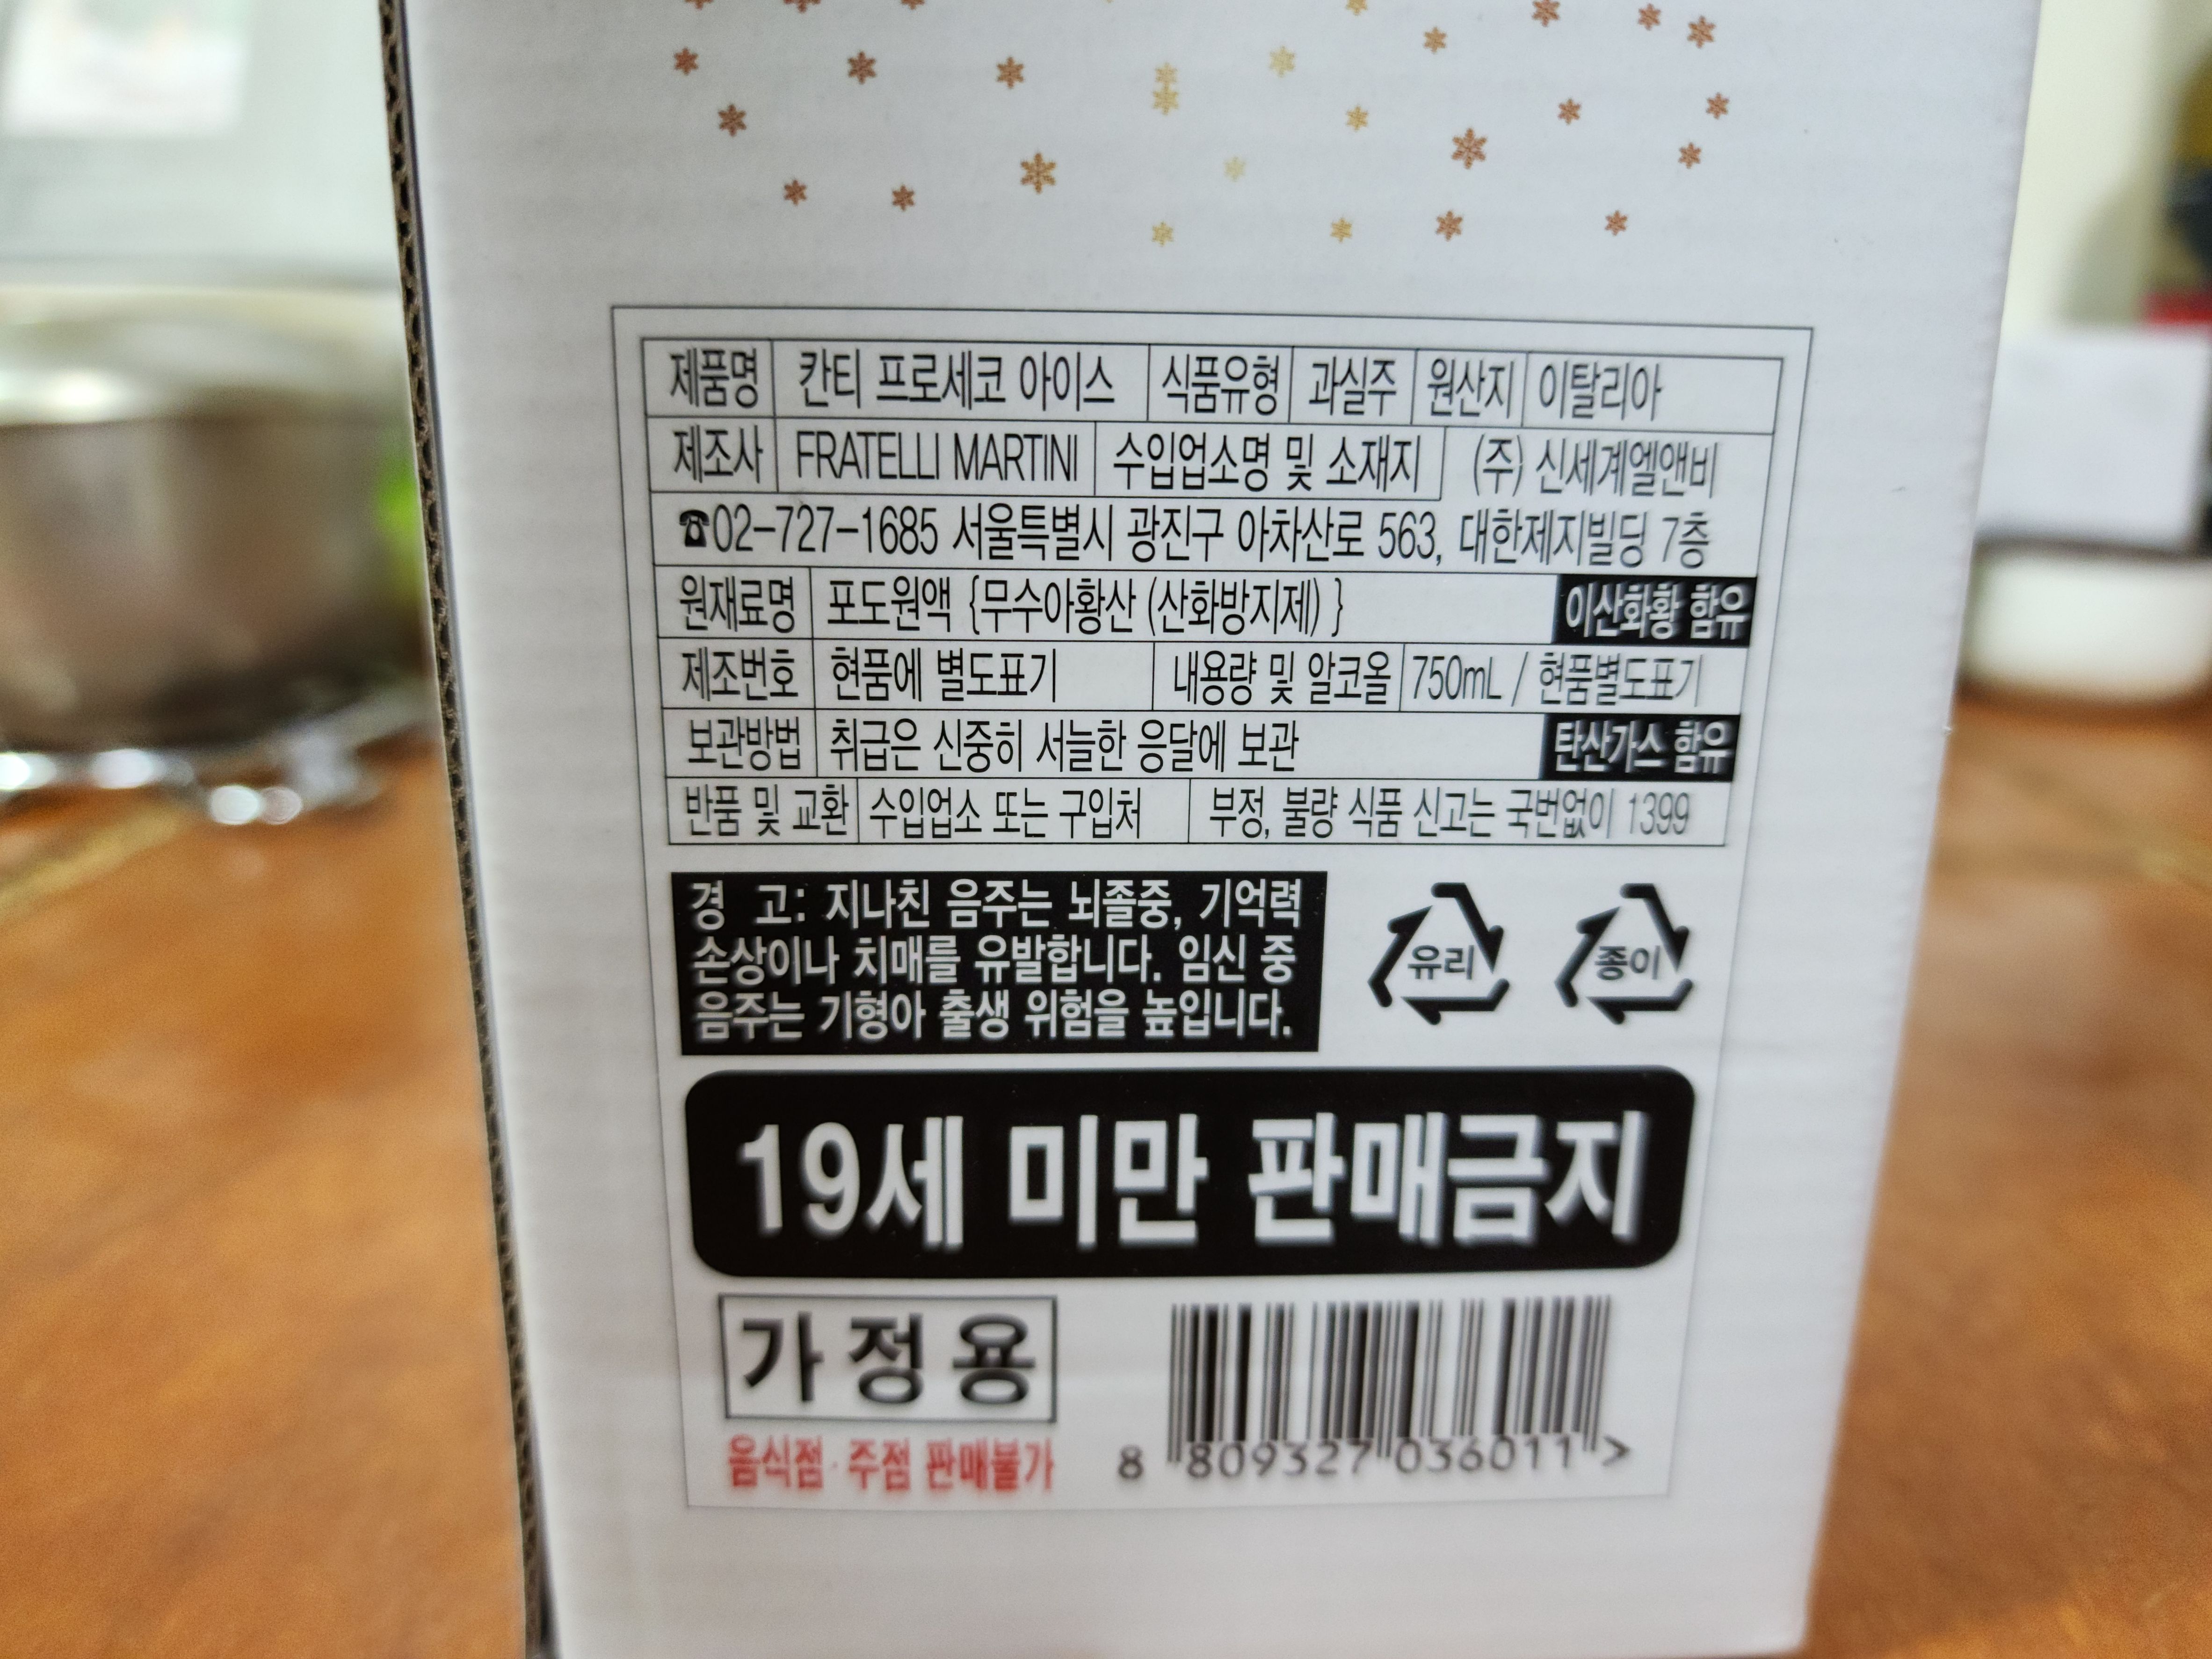 제품명 칸티 프로세코 아이스 식품유형 과실주 원산지 이탈리아
제조사 FRATELLI MARTINI 수입업소명 및 소재지 (주) 신세계엘앤비
☎02-727-1685 서울특별시 광진구 아차산로 563, 대한제지빌딩 7층
원재료명 포도원액 {무수아황산 (산화방지제) } 이산화황 함유
제조번호 현품에 별도표기 내용량 및 알코올 750mL / 현품별도표기
보관방법 취급은 신중히 서늘한 응달에 보관 탄산가스 함유
반품 및 교환 수입업소 또는 구입처 부정, 불량 식품 신고는 국번없이 1399
경 고: 지나친 음주는 뇌졸중, 기억력
손상이나 치매를 유발합니다. 임신 중
음주는 기형아 출생 위험을 높입니다.
유리 종이
19세 미만 판매금지
가정용
음식점·주점 판매불가
8 809327 036011 >